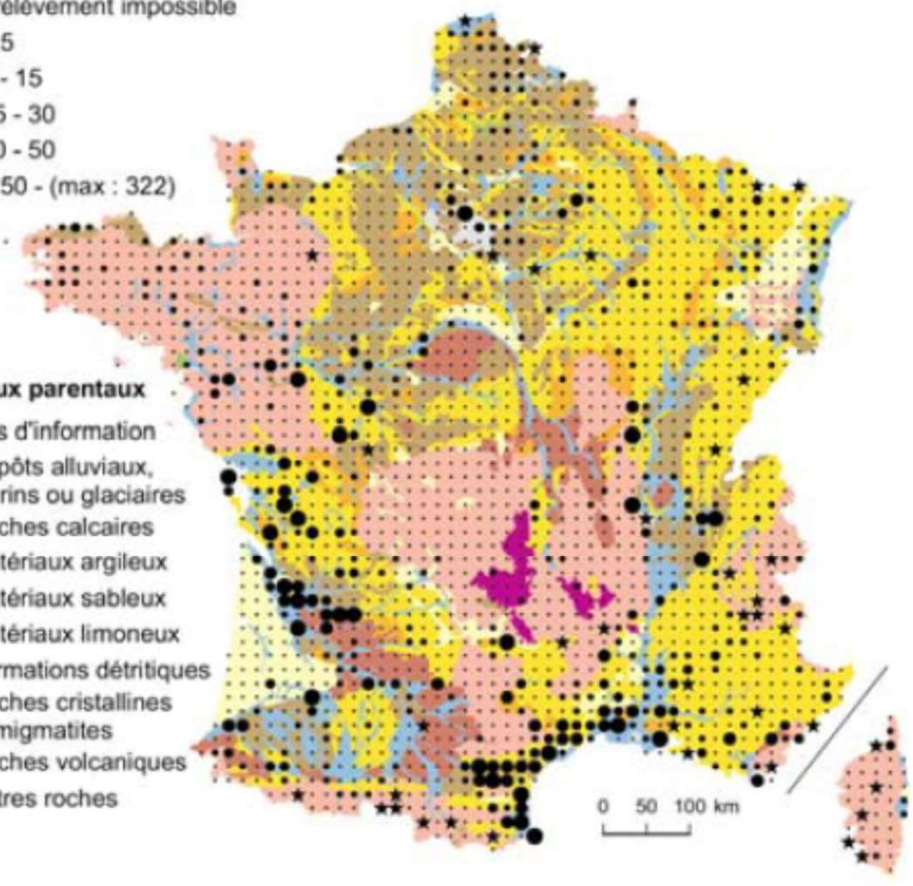 élèvement impossible
5
- 15
5 - 30
0 - 50
50 - (max : 322)
ux parentaux
s d'information
pôts alluviaux,
rins ou glaciaires
ches calcaires
tériaux argileux
tériaux sableux
tériaux limoneux
rmations détritiques
ches cristallines
migmatites
ches volcaniques
tres roches
0 50 100 km